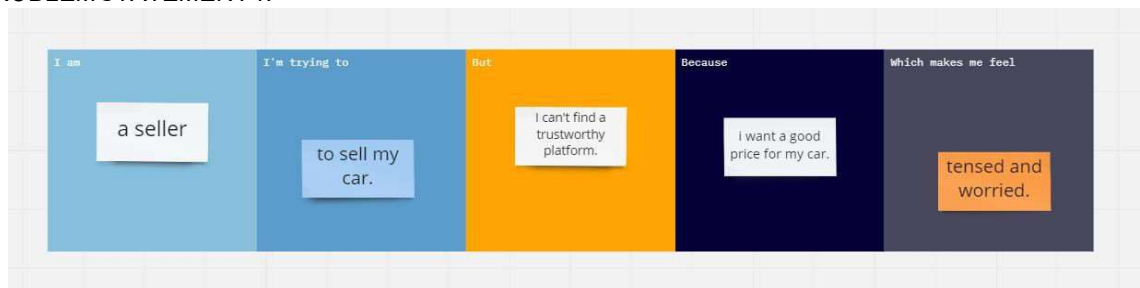 I am
a seller
I'm trying to
to sell my
car.
But
I can't find a
trustworthy
platform.
Because
i want a good
price for my car.
Which makes me feel
tensed and
worried.